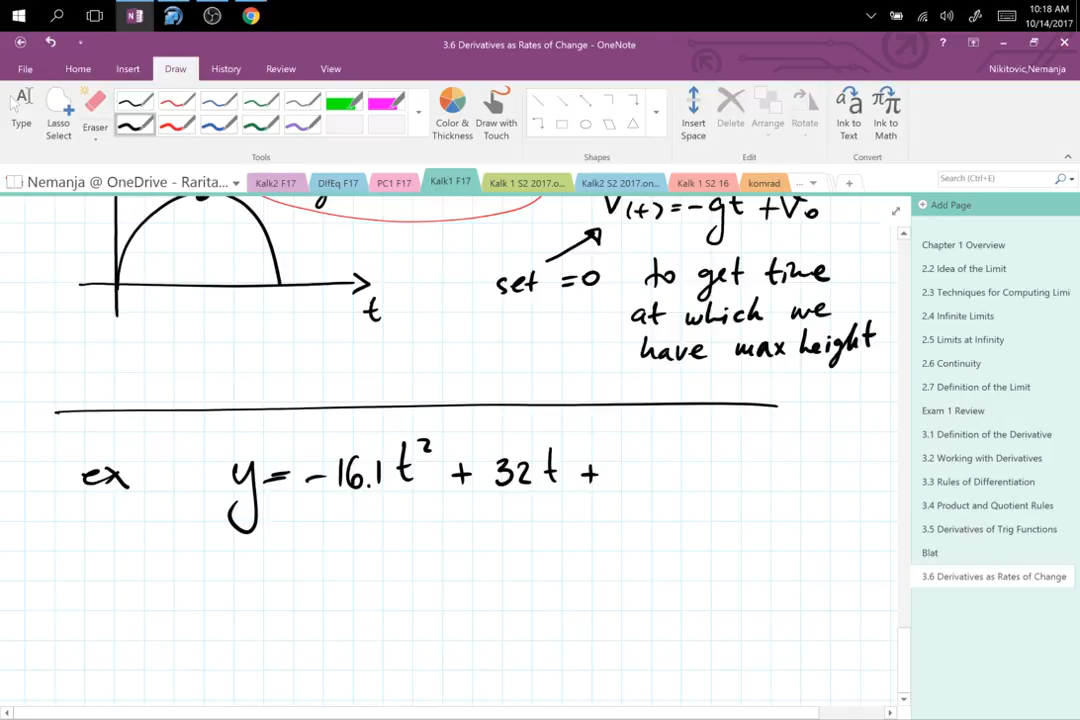 10:18 AM
10/14/2017
3.6 Derivatives as Rates of Change - OneNote
File Home Insert Draw History Review View
Nikitovic,Nemanja
Type
Lasso Select
Eraser
Color & Thickness
Draw with Touch
Insert Space
Delete
Arrange
Rotate
Ink to Text
Ink to Math
Tools
Shapes
Edit
Convert
Nemanja @ OneDrive - Rarita...
Kalk2 F17
DIfEq F17
PC1 F17
Kalk1 F17
Kalk 1 S2 2017.o...
Kalk2 S2 2017.on...
Kalk 1 S2 16
komrad
...
Search (Ctrl+E)
Add Page
Chapter 1 Overview
2.2 Idea of the Limit
2.3 Techniques for Computing Limi
2.4 Infinite Limits
2.5 Limits at Infinity
2.6 Continuity
2.7 Definition of the Limit
Exam 1 Review
3.1 Definition of the Derivative
3.2 Working with Derivatives
3.3 Rules of Differentiation
3.4 Product and Quotient Rules
3.5 Derivatives of Trig Functions
Blat
3.6 Derivatives as Rates of Change
V(t) = -gt + V₀
set = 0 to get time
at which we
have max height
t
ex y = -16.1 t² + 32 t +